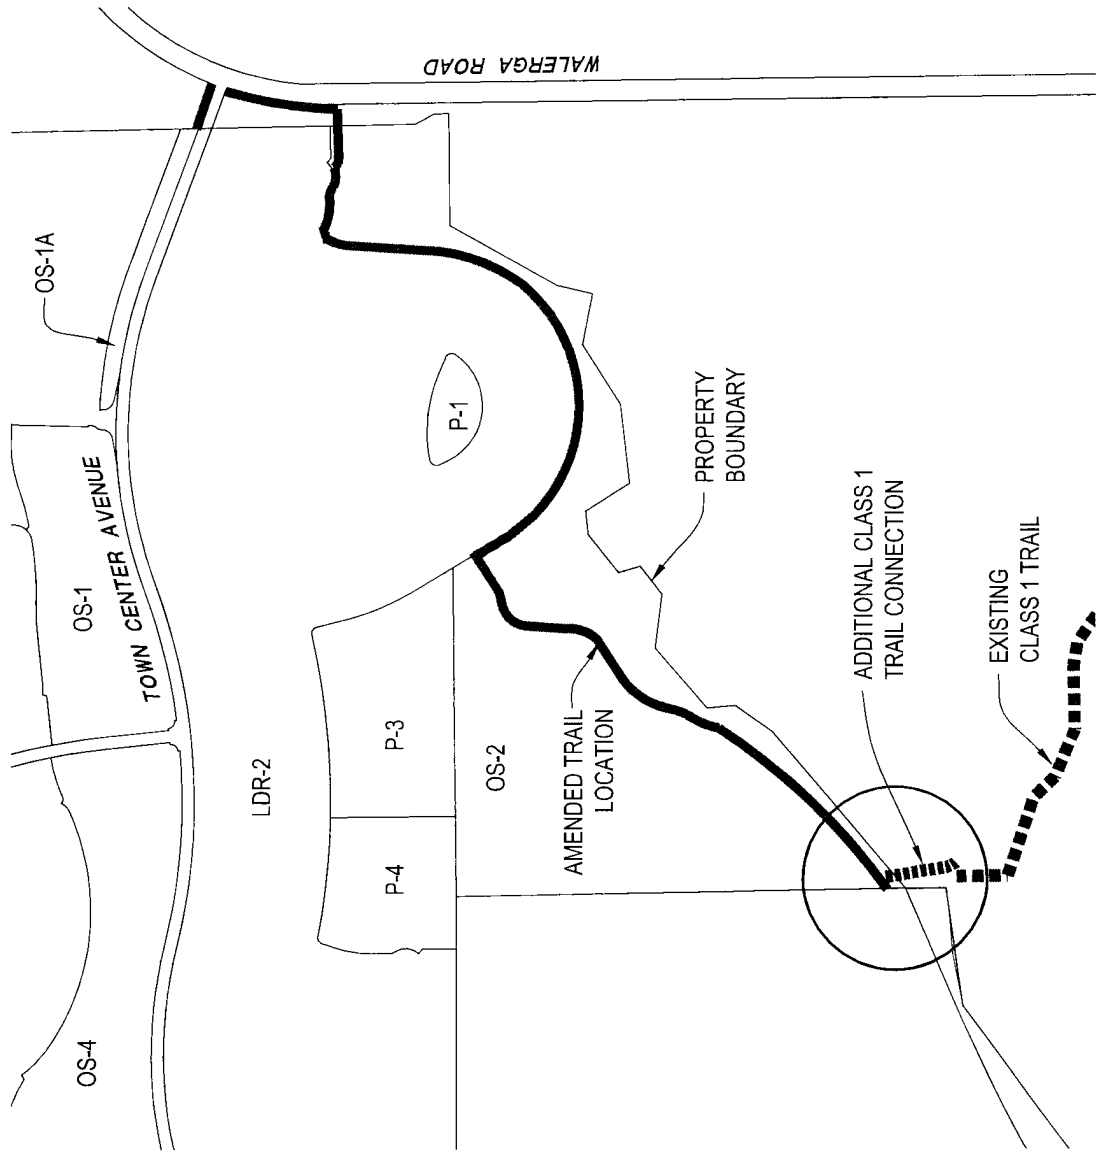 WALERGA ROAD
OS-1A
OS-1
TOWN CENTER AVENUE
P-1
PROPERTY
BOUNDARY
ADDITIONAL CLASS 1
TRAIL CONNECTION
EXISTING
CLASS 1 TRAIL
LDR-2
P-3
OS-2
AMENDED TRAIL
LOCATION
P-4
OS-4